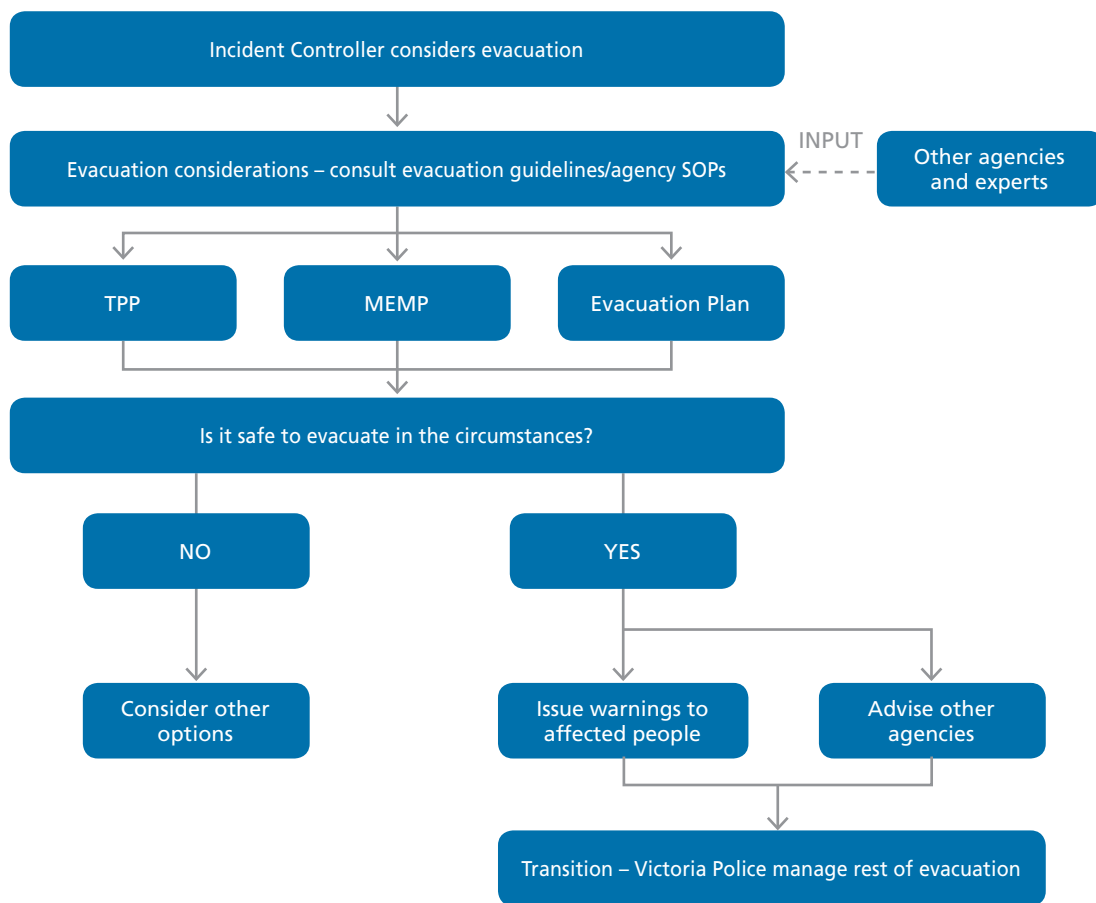 Incident Controller considers evacuation
Evacuation considerations – consult evacuation guidelines/agency SOPs
INPUT
Other agencies
and experts
TPP
MEMP
Evacuation Plan
Is it safe to evacuate in the circumstances?
NO
YES
Consider other
options
Issue warnings to
affected people
Advise other
agencies
Transition – Victoria Police manage rest of evacuation